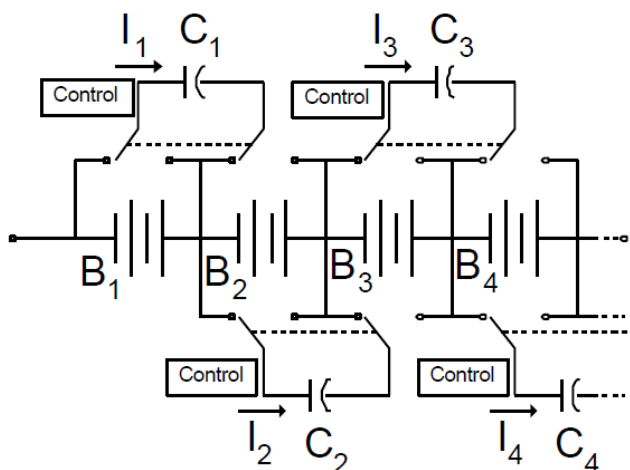 I1 C1 I3 C3
Control Control
B1 B2 B3 B4
Control Control
I2 C2 I4 C4